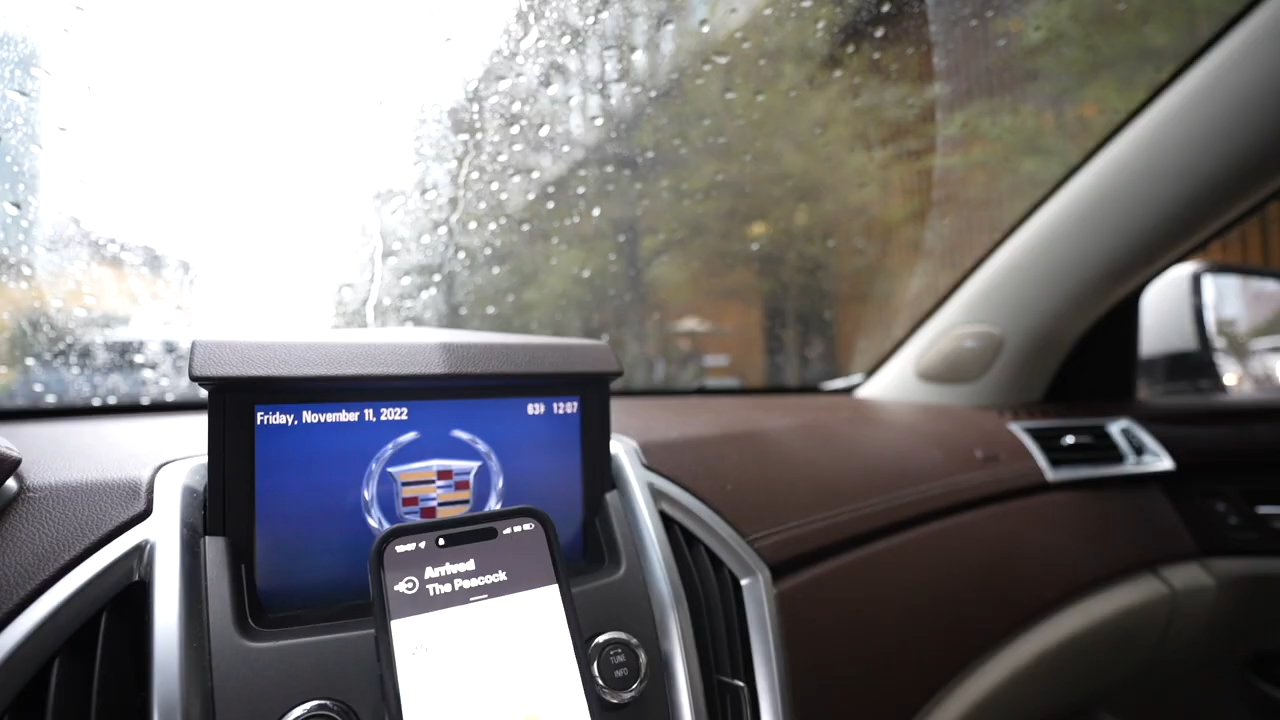 Friday, November 11, 2022
63° 12:07
Arrived
The Peacock
TUNE
INFO